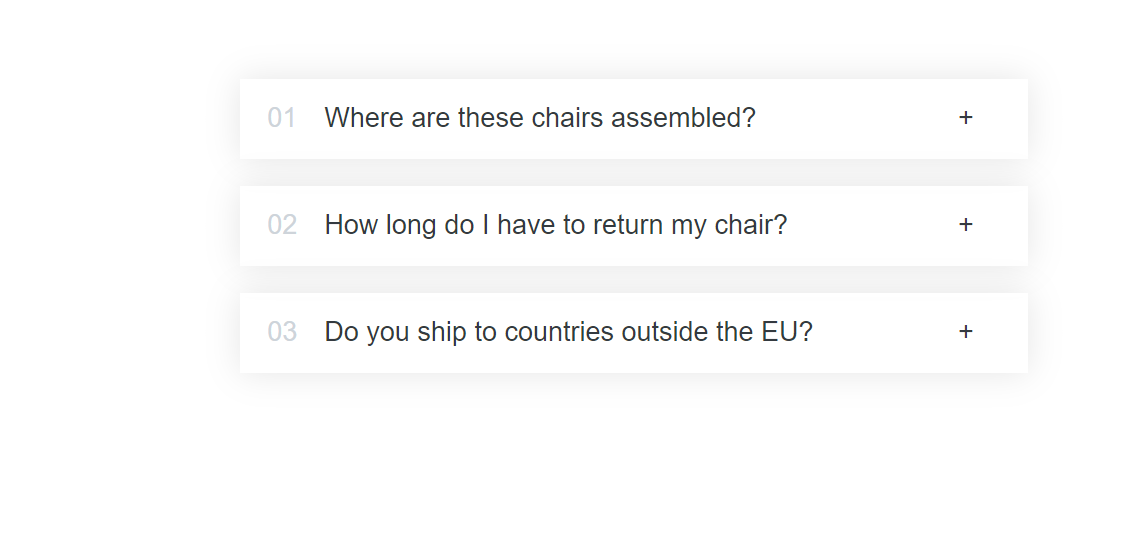 01 Where are these chairs assembled? +
02 How long do I have to return my chair? +
03 Do you ship to countries outside the EU? +